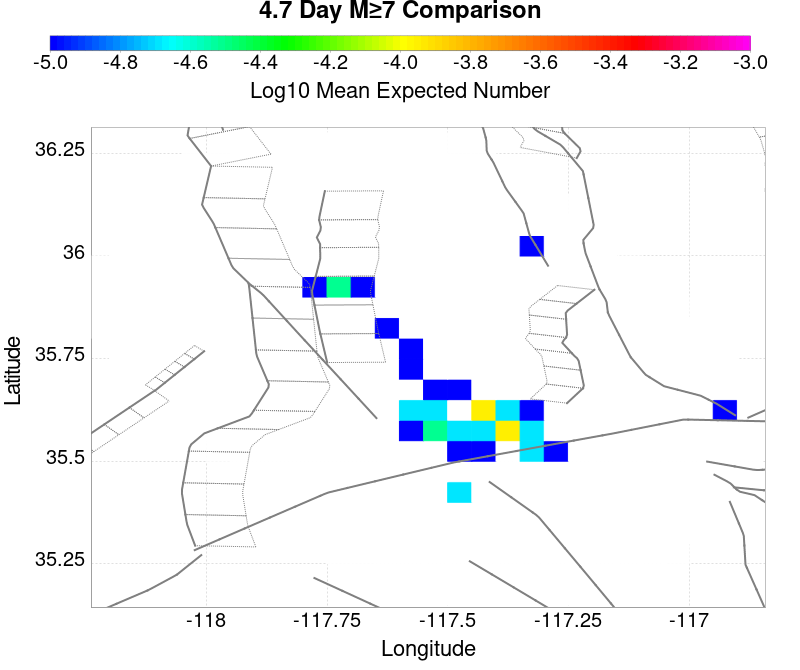 4.7 Day M≥7 Comparison
-5.0 -4.8 -4.6 -4.4 -4.2 -4.0 -3.8 -3.6 -3.4 -3.2 -3.0
Log10 Mean Expected Number
36.25
36
35.75
35.5
35.25
Latitude
-118 -117.75 -117.5 -117.25 -117
Longitude